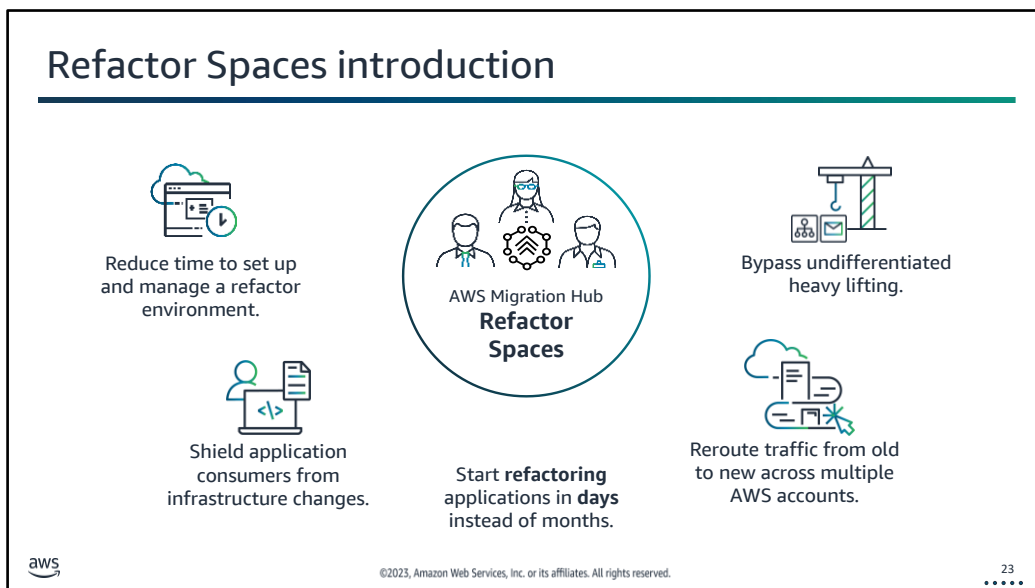 Refactor Spaces introduction
Reduce time to set up
and manage a refactor
environment.
AWS Migration Hub
Refactor
Spaces
Bypass undifferentiated
heavy lifting.
</>
Shield application
consumers from
infrastructure changes.
Start refactoring
applications in days
instead of months.
Reroute traffic from old
to new across multiple
AWS accounts.
aws
©2023, Amazon Web Services, Inc. or its affiliates. All rights reserved.
23